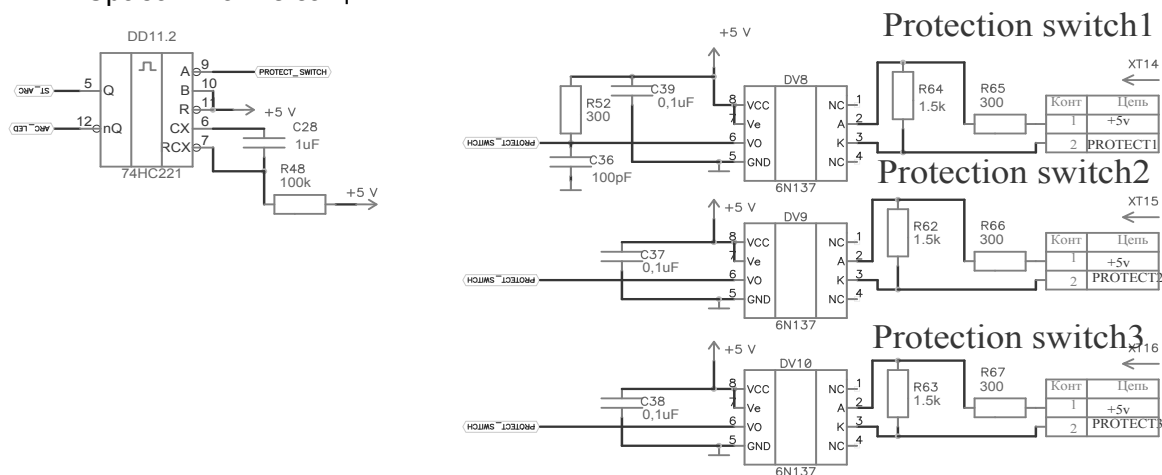 DD11.2
5 Q
12 nQ
A 9
B 10
R 11
CX 6
RCX 7
74HC221
ST_ARC
ARC_LED
PROTECT_SWITCH
+5 V
C28
1uF
R48
100k
+5 V
Protection switch1
+5 V
R52
300
C39
0,1uF
C36
100pF
PROTECT_SWITCH
DV8
8 VCC
7 Ve
6 VO
5 GND
NC 1
A 2
K 3
NC 4
6N137
R64
1.5k
R65
300
XT14
Конт Цепь
1 +5v
2 PROTECT1
Protection switch2
+5 V
C37
0,1uF
PROTECT_SWITCH
DV9
8 VCC
7 Ve
6 VO
5 GND
NC 1
A 2
K 3
NC 4
6N137
R62
1.5k
R66
300
XT15
Конт Цепь
1 +5v
2 PROTECT2
Protection switch3
+5 V
C38
0,1uF
PROTECT_SWITCH
DV10
8 VCC
7 Ve
6 VO
5 GND
NC 1
A 2
K 3
NC 4
6N137
R63
1.5k
R67
300
XT16
Конт Цепь
1 +5v
2 PROTECT3